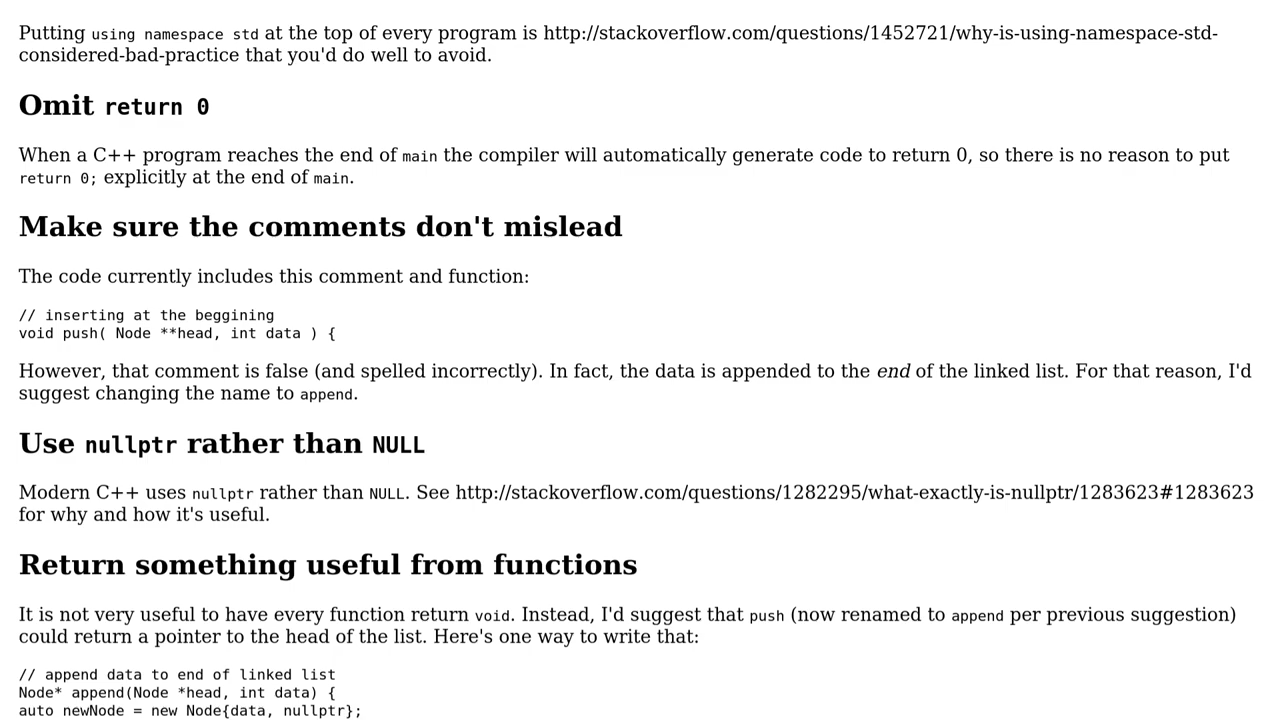 Putting using namespace std at the top of every program is http://stackoverflow.com/questions/1452721/why-is-using-namespace-std-
considered-bad-practice that you'd do well to avoid.
Omit return 0
When a C++ program reaches the end of main the compiler will automatically generate code to return 0, so there is no reason to put
return 0; explicitly at the end of main.
Make sure the comments don't mislead
The code currently includes this comment and function:
// inserting at the beggining
void push( Node **head, int data ) {
However, that comment is false (and spelled incorrectly). In fact, the data is appended to the end of the linked list. For that reason, I'd
suggest changing the name to append.
Use nullptr rather than NULL
Modern C++ uses nullptr rather than NULL. See http://stackoverflow.com/questions/1282295/what-exactly-is-nullptr/1283623#1283623
for why and how it's useful.
Return something useful from functions
It is not very useful to have every function return void. Instead, I'd suggest that push (now renamed to append per previous suggestion)
could return a pointer to the head of the list. Here's one way to write that:
// append data to end of linked list
Node* append(Node *head, int data) {
auto newNode = new Node{data, nullptr};